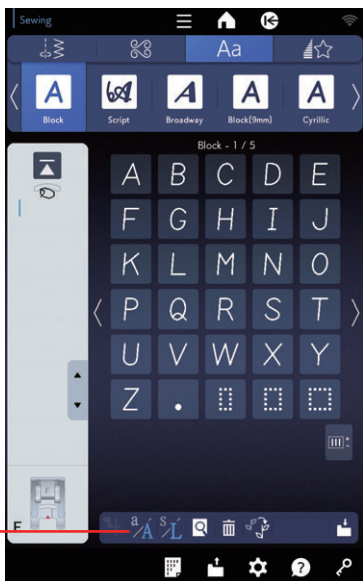 Sewing
Aa
A A A A A
Block Script Broadway Block(9mm) Cyrillic
Block - 1 / 5
A B C D E
F G H I J
K L M N O
P Q R S T
U V W X Y
Z .
F a/A S/L
?